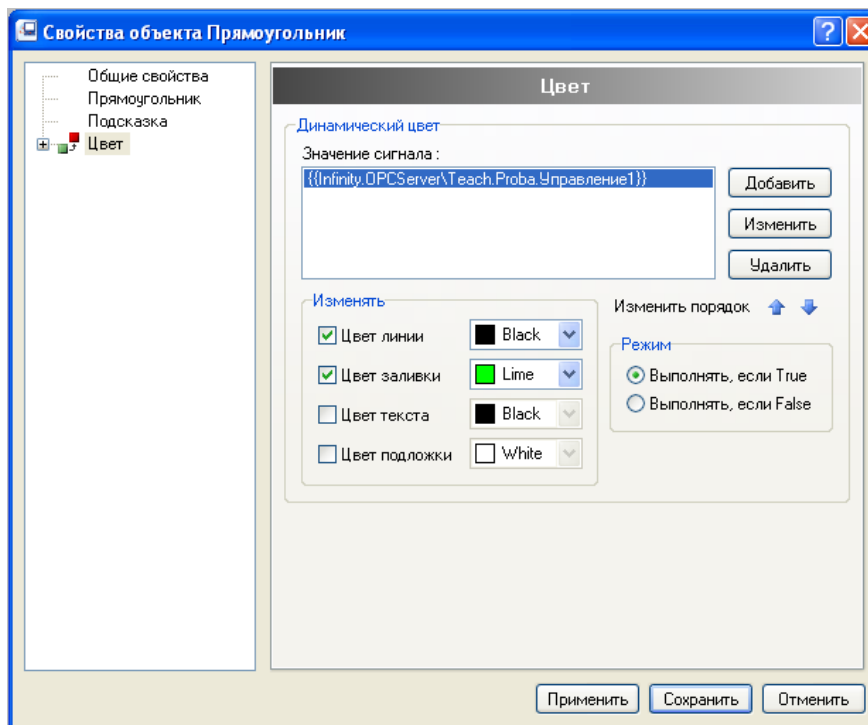 Свойства объекта Прямоугольник
Общие свойства
Прямоугольник
Подсказка
Цвет
Цвет
Динамический цвет
Значение сигнала :
{{Infinity.OPCServer\Teach.Proba.Управление1}}
Добавить
Изменить
Удалить
Изменить порядок
Изменять
Цвет линии Black
Цвет заливки Lime
Цвет текста Black
Цвет подложки White
Режим
Выполнять, если True
Выполнять, если False
Применить Сохранить Отменить